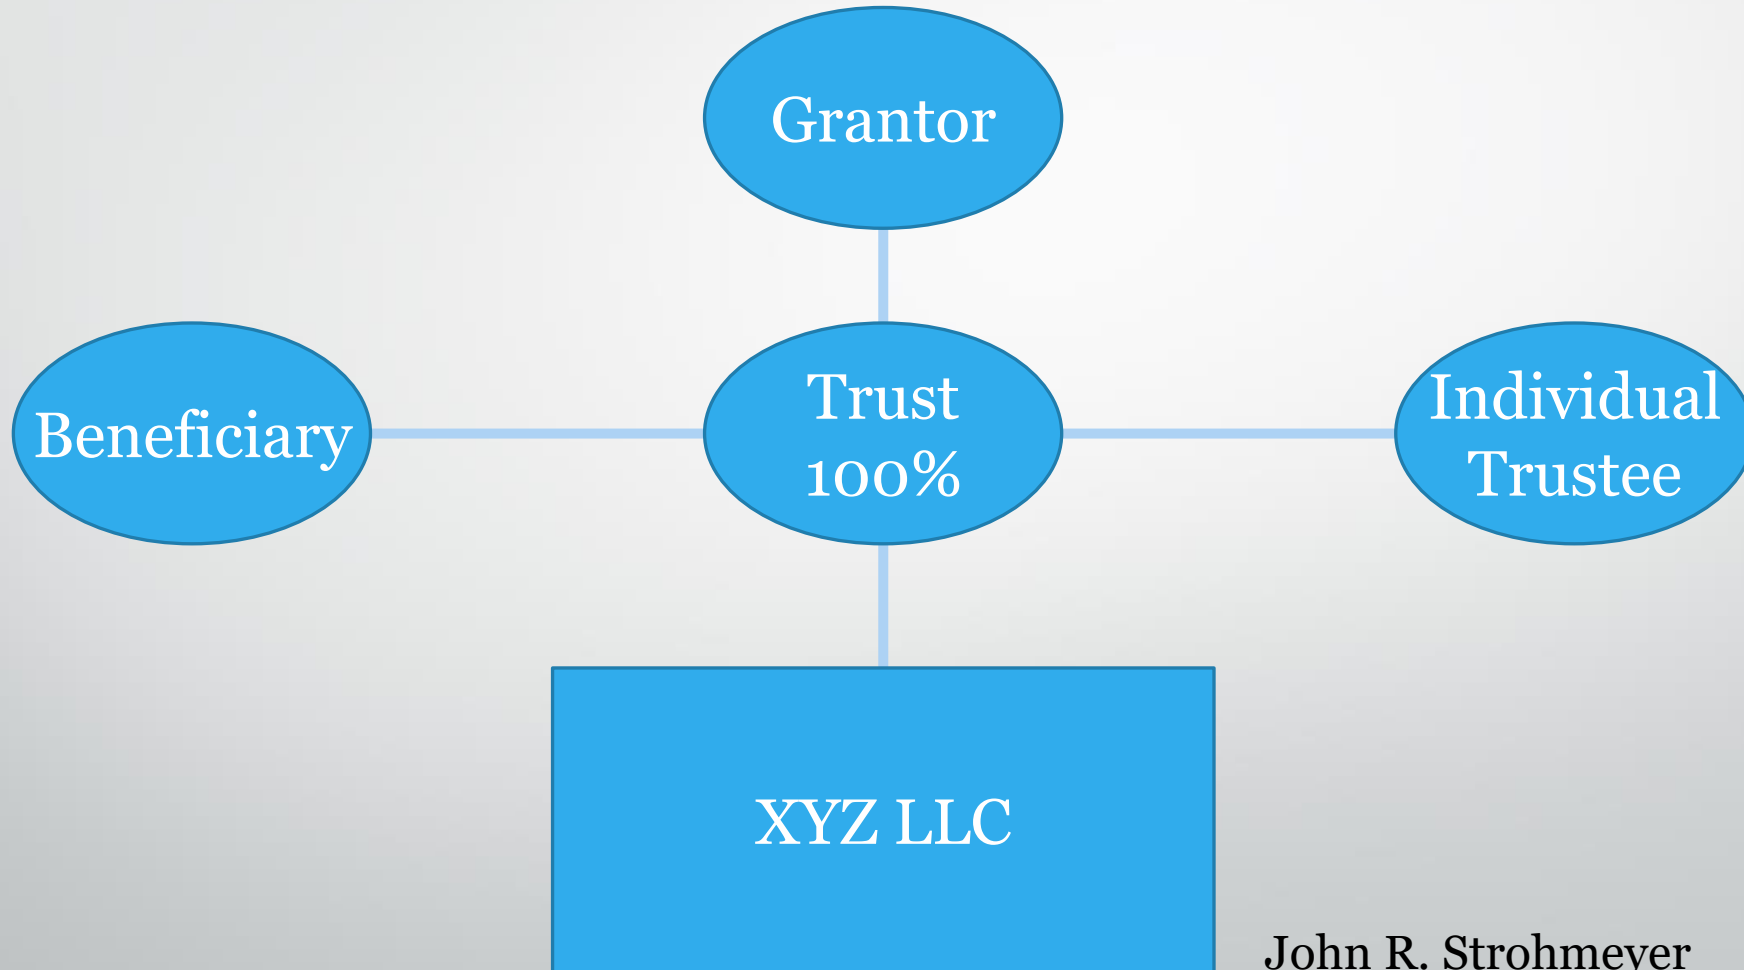 Grantor
Beneficiary
Trust
100%
Individual
Trustee
XYZ LLC
John R. Strohmeyer